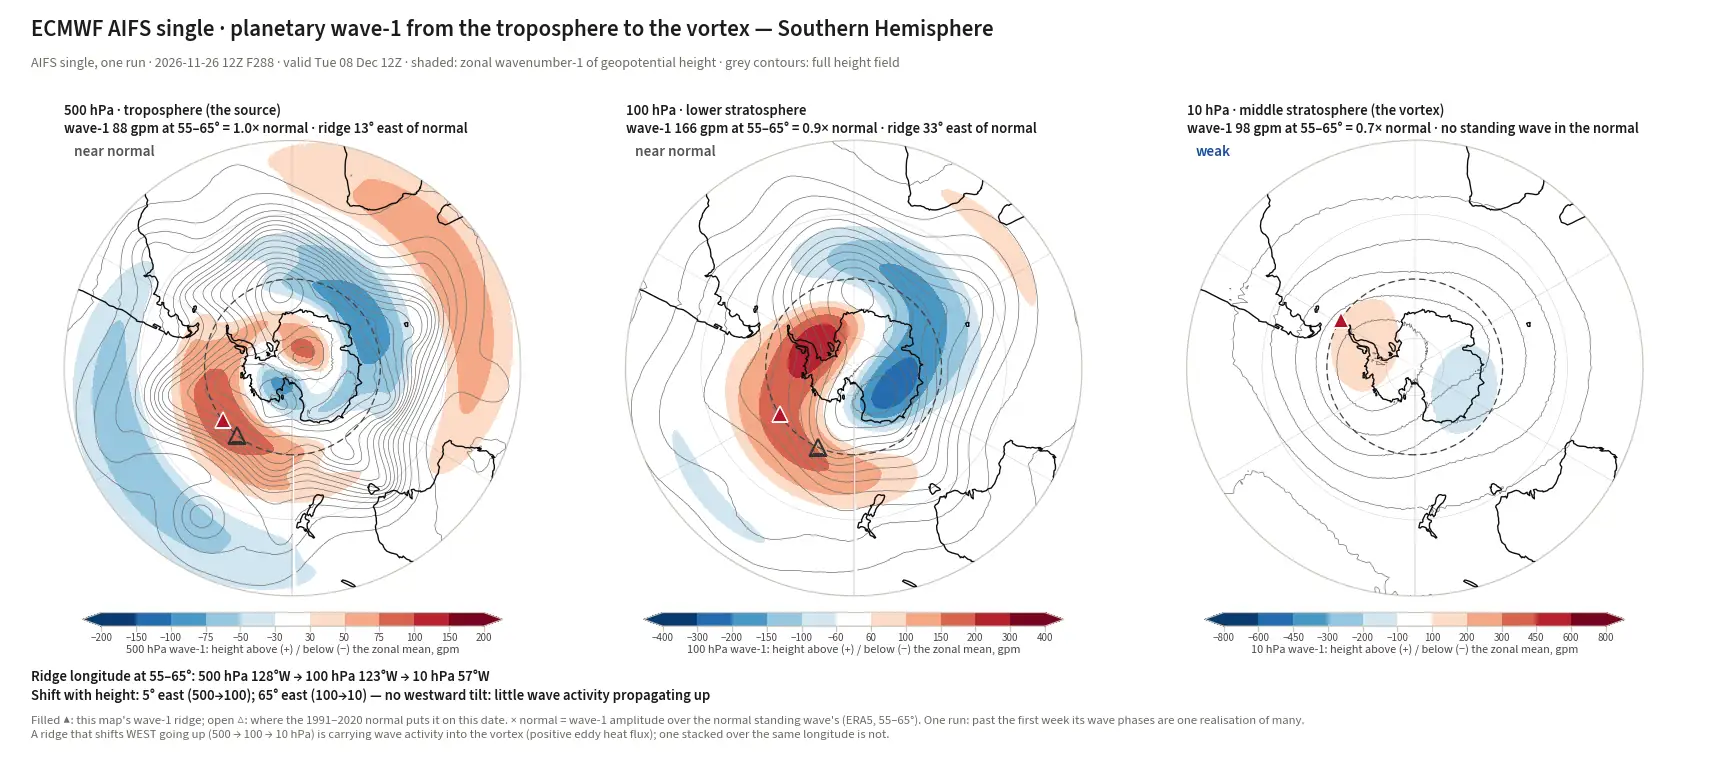 ECMWF AIFS single · planetary wave-1 from the troposphere to the vortex — Southern Hemisphere
AIFS single, one run · 2026-11-26 12Z F288 · valid Tue 08 Dec 12Z · shaded: zonal wavenumber-1 of geopotential height · grey contours: full height field
500 hPa · troposphere (the source)
wave-1 88 gpm at 55–65° = 1.0× normal · ridge 13° east of normal
near normal
100 hPa · lower stratosphere
wave-1 166 gpm at 55–65° = 0.9× normal · ridge 33° east of normal
near normal
10 hPa · middle stratosphere (the vortex)
wave-1 98 gpm at 55–65° = 0.7× normal · no standing wave in the normal
weak
−200 −150 −100 −75 −50 −30 30 50 75 100 150 200
500 hPa wave-1: height above (+) / below (−) the zonal mean, gpm
−400 −300 −200 −150 −100 −60 60 100 150 200 300 400
100 hPa wave-1: height above (+) / below (−) the zonal mean, gpm
−800 −600 −450 −300 −200 −100 100 200 300 450 600 800
10 hPa wave-1: height above (+) / below (−) the zonal mean, gpm
Ridge longitude at 55–65°: 500 hPa 128°W → 100 hPa 123°W → 10 hPa 57°W
Shift with height: 5° east (500→100); 65° east (100→10) — no westward tilt: little wave activity propagating up
Filled ▲: this map's wave-1 ridge; open △: where the 1991–2020 normal puts it on this date. × normal = wave-1 amplitude over the normal standing wave's (ERA5, 55–65°). One run: past the first week its wave phases are one realisation of many.
A ridge that shifts WEST going up (500 → 100 → 10 hPa) is carrying wave activity into the vortex (positive eddy heat flux); one stacked over the same longitude is not.